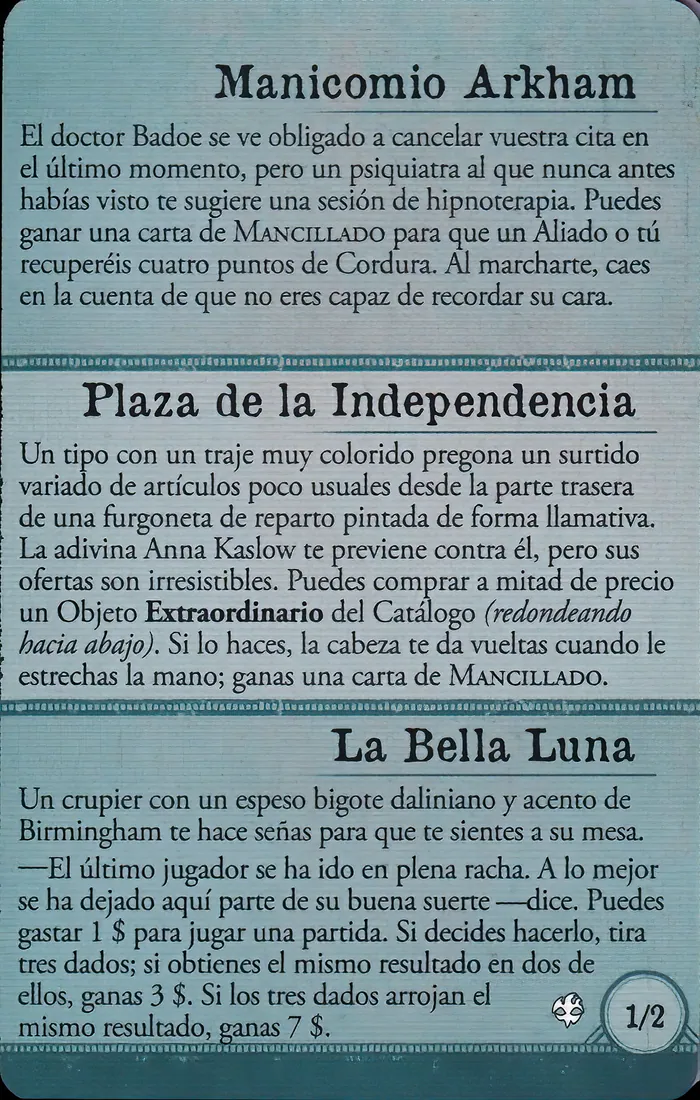 Manicomio Arkham
El doctor Badoe se ve obligado a cancelar vuestra cita en
el último momento, pero un psiquiatra al que nunca antes
habías visto te sugiere una sesión de hipnoterapia. Puedes
ganar una carta de MANCILLADO para que un Aliado o tú
recuperéis cuatro puntos de Cordura. Al marcharte, caes
en la cuenta de que no eres capaz de recordar su cara.
Plaza de la Independencia
Un tipo con un traje muy colorido pregona un surtido
variado de artículos poco usuales desde la parte trasera
de una furgoneta de reparto pintada de forma llamativa.
La adivina Anna Kaslow te previene contra él, pero sus
ofertas son irresistibles. Puedes comprar a mitad de precio
un Objeto Extraordinario del Catálogo (redondeando
hacia abajo). Si lo haces, la cabeza te da vueltas cuando le
estrechas la mano; ganas una carta de MANCILLADO.
La Bella Luna
Un crupier con un espeso bigote daliniano y acento de
Birmingham te hace señas para que te sientes a su mesa.
—El último jugador se ha ido en plena racha. A lo mejor
se ha dejado aquí parte de su buena suerte —dice. Puedes
gastar 1 $ para jugar una partida. Si decides hacerlo, tira
tres dados; si obtienes el mismo resultado en dos de
ellos, ganas 3 $. Si los tres dados arrojan el
mismo resultado, ganas 7 $.
1/2